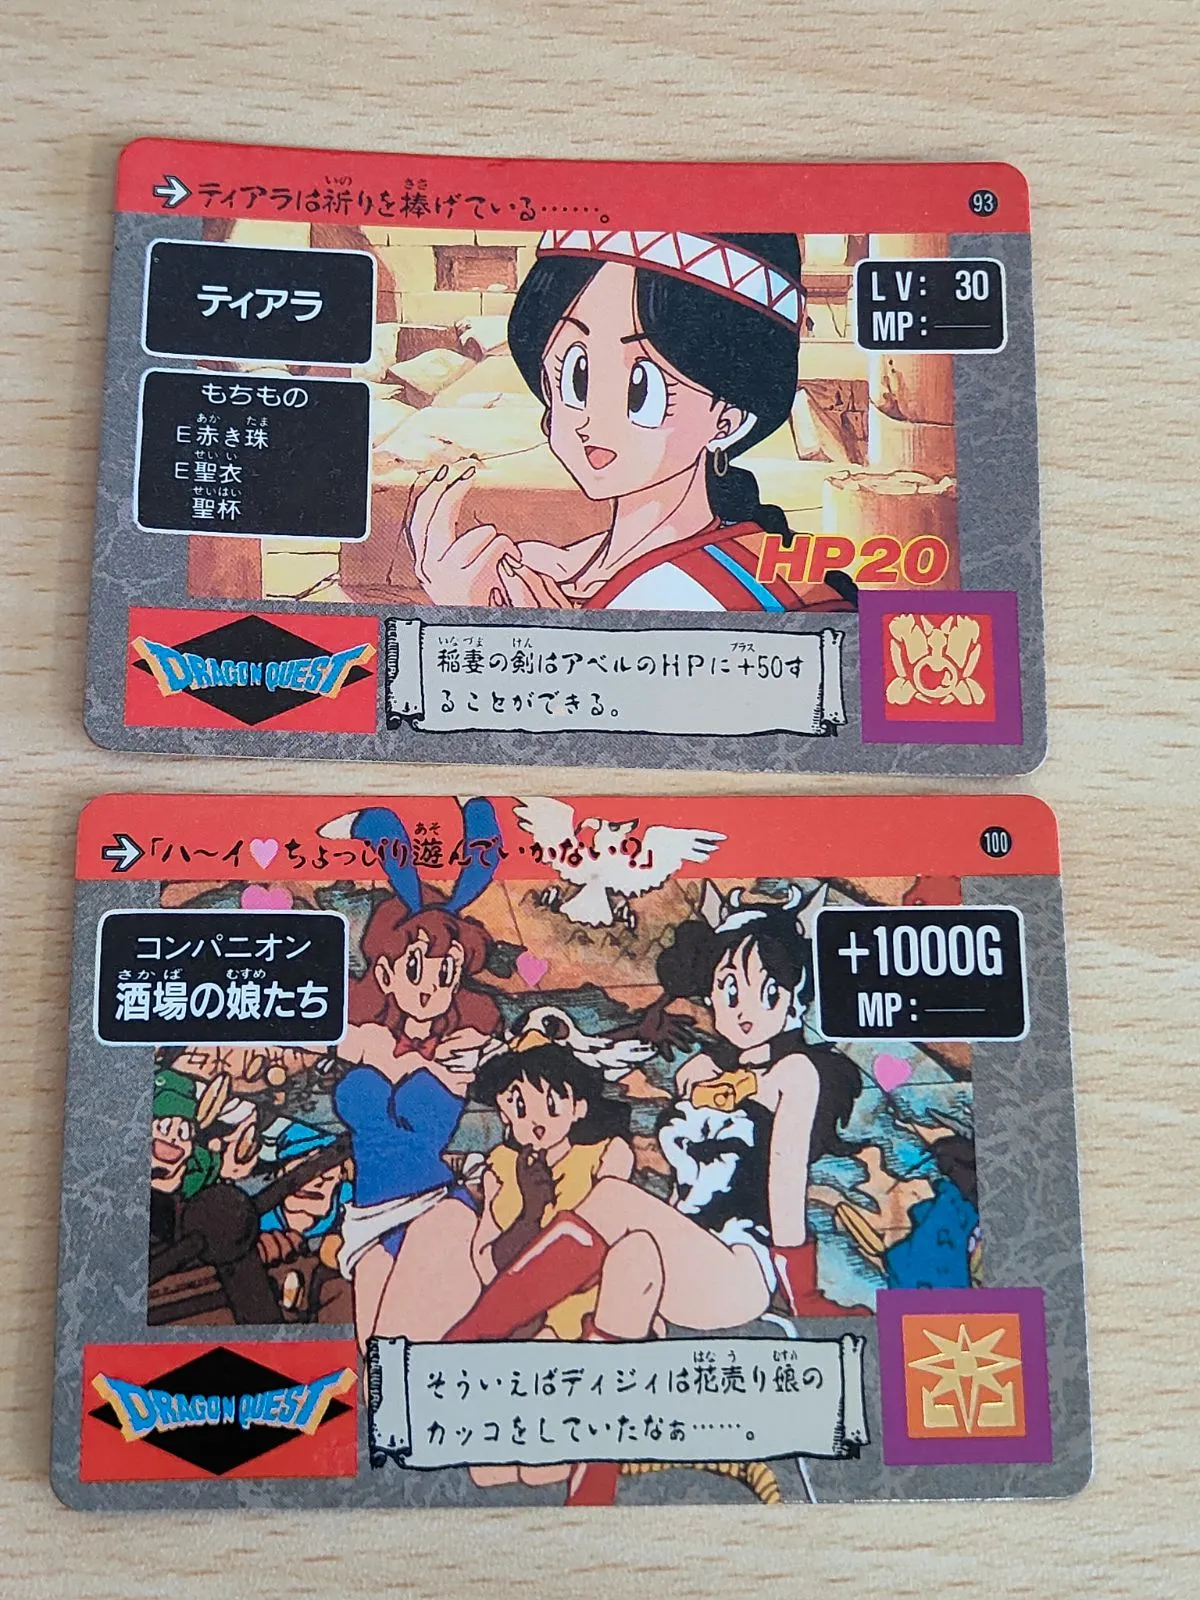 ティアラは祈りを捧げている……。
93
ティアラ
LV: 30
MP:——
もちもの
E赤き珠
E聖衣
聖杯
HP20
DRAGON QUEST
稲妻の剣はアベルのHPに+50す
ることができる。
「ハ〜イ♥ちょっぴり遊んでいかない?」
100
コンパニオン
酒場の娘たち
+1000G
MP:——
DRAGON QUEST
そういえばディジィは花売り娘の
カッコをしていたなぁ……。